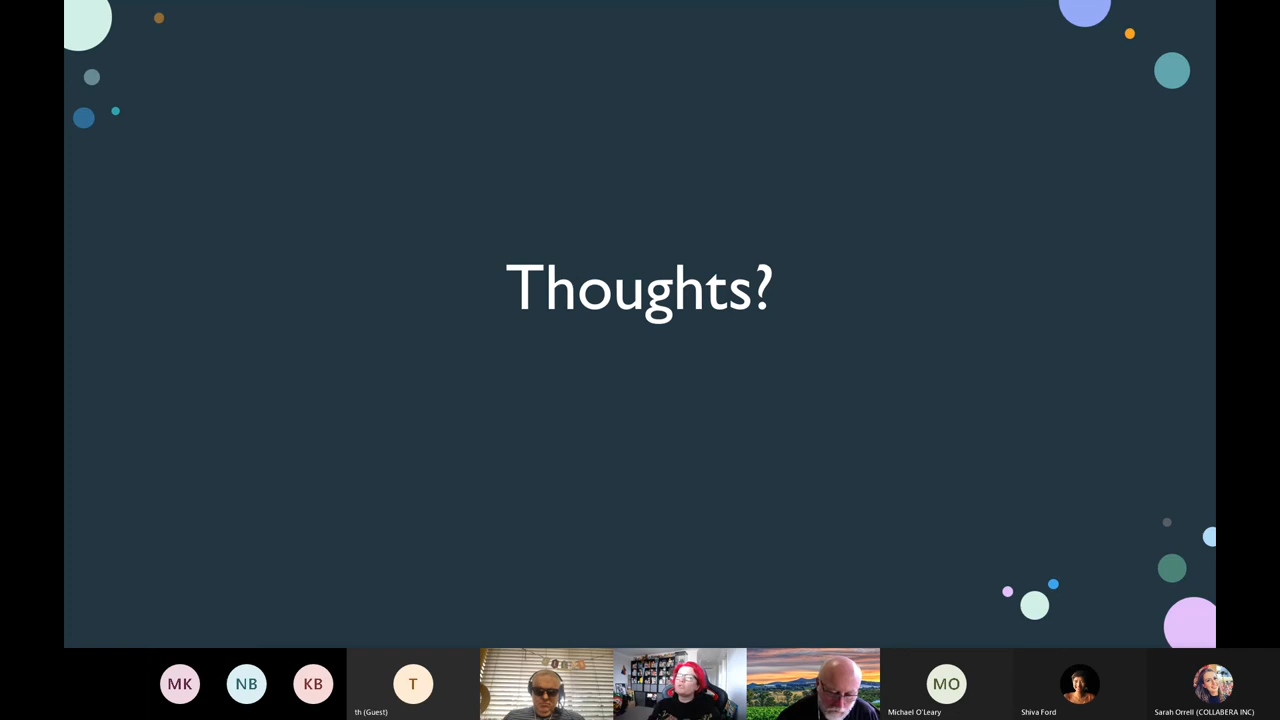 Thoughts?
MK
NB
KB
T
MO
th (Guest)
Michael O'Leary
Shiva Ford
Sarah Orrell (COLLABERA INC)